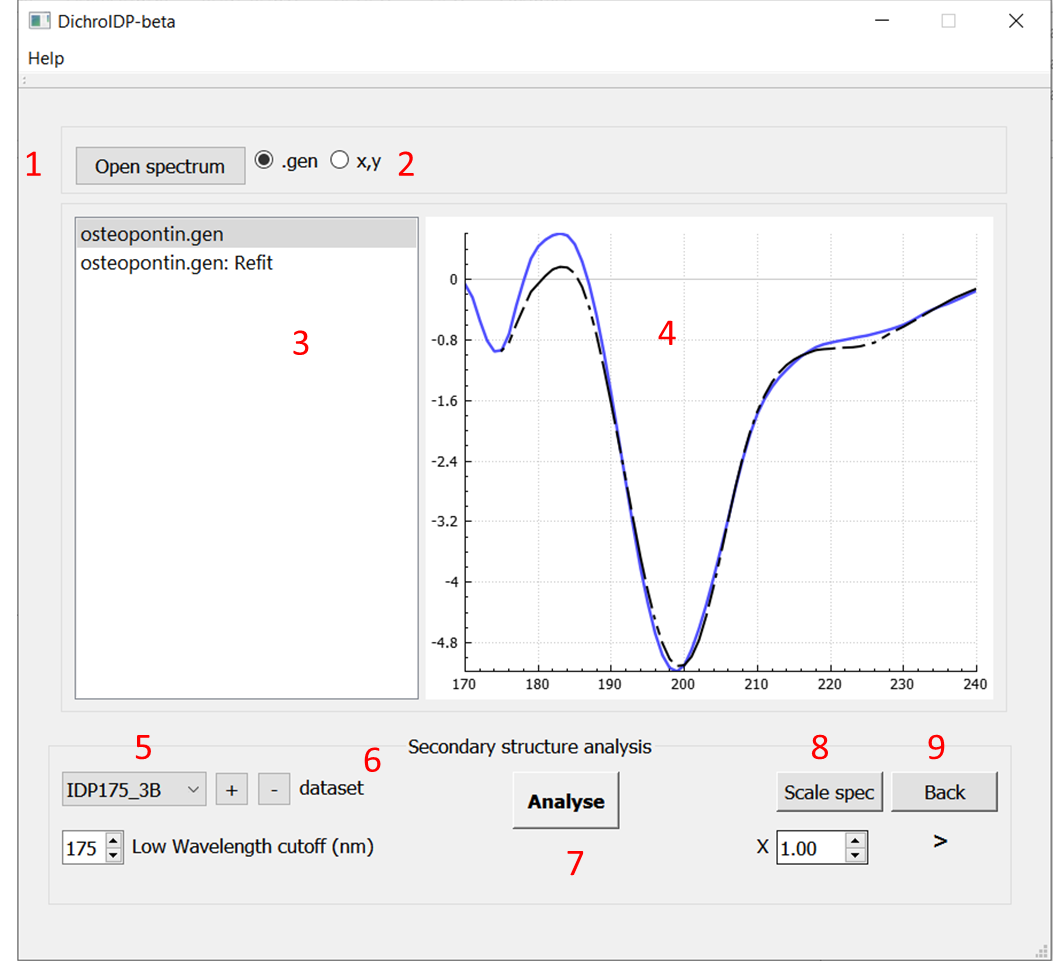 DichroIDP-beta
Help
1 Open spectrum .gen x,y 2
osteopontin.gen
osteopontin.gen: Refit
3
4
0
-0.8
-1.6
-2.4
-3.2
-4
-4.8
170 180 190 200 210 220 230 240
Secondary structure analysis
5 6 8 9
IDP175_3B + - dataset Analyse Scale spec Back
175 Low Wavelength cutoff (nm) X 1.00 >
7